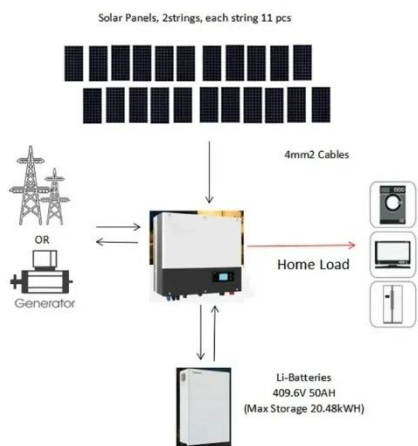 Solar Panels, 2strings, each string 11 pcs
4mm2 Cables
OR
Generator
Home Load
Li-Batteries
409.6V 50AH
(Max Storage 20.48kWH)